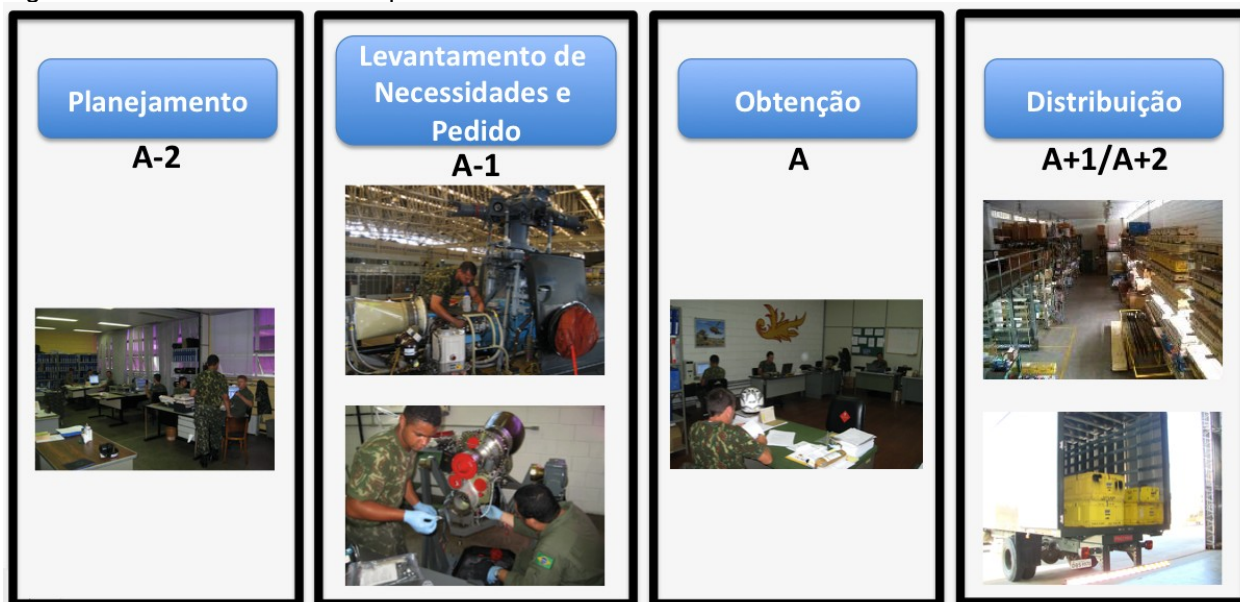 Planejamento
A-2
Levantamento de
Necessidades e
Pedido
A-1
Obtenção
A
Distribuição
A+1/A+2